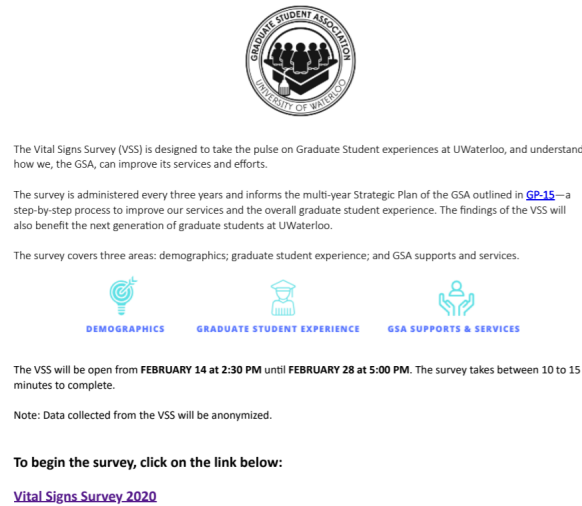 GRADUATE STUDENT ASSOCIATION
UNIVERSITY OF WATERLOO
The Vital Signs Survey (VSS) is designed to take the pulse on Graduate Student experiences at UWaterloo, and understand
how we, the GSA, can improve its services and efforts.
The survey is administered every three years and informs the multi-year Strategic Plan of the GSA outlined in GP-15—a
step-by-step process to improve our services and the overall graduate student experience. The findings of the VSS will
also benefit the next generation of graduate students at UWaterloo.
The survey covers three areas: demographics; graduate student experience; and GSA supports and services.
DEMOGRAPHICS GRADUATE STUDENT EXPERIENCE GSA SUPPORTS & SERVICES
The VSS will be open from FEBRUARY 14 at 2:30 PM until FEBRUARY 28 at 5:00 PM. The survey takes between 10 to 15
minutes to complete.
Note: Data collected from the VSS will be anonymized.
To begin the survey, click on the link below:
Vital Signs Survey 2020